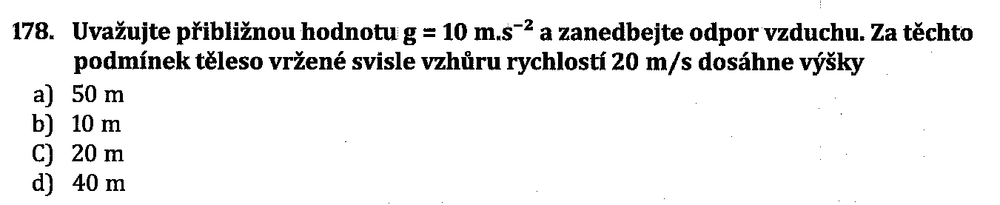 178. Uvažujte přibližnou hodnotu g = 10 m.s⁻² a zanedbejte odpor vzduchu. Za těchto
podmínek těleso vržené svisle vzhůru rychlostí 20 m/s dosáhne výšky
a) 50 m
b) 10 m
C) 20 m
d) 40 m